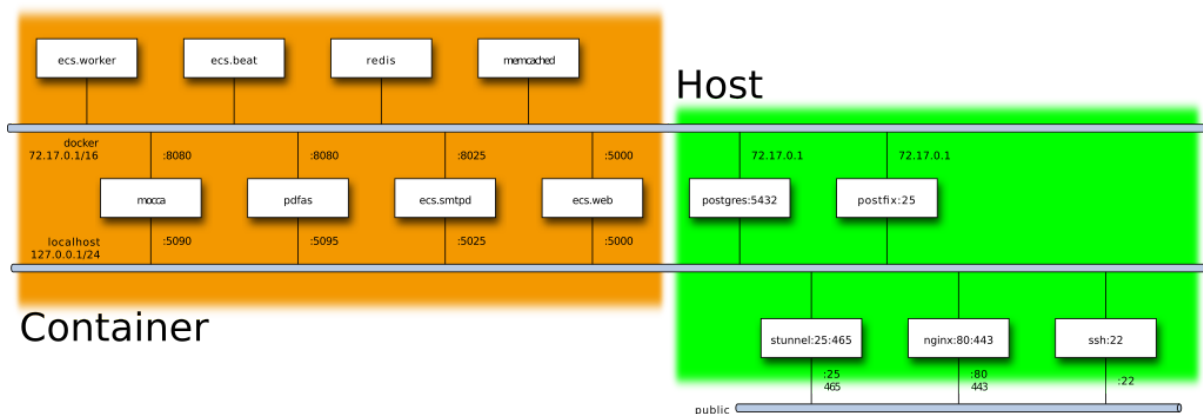 ecs.worker
ecs.beat
redis
memcached
Host
docker
72.17.0.1/16
:8080
:8080
:8025
:5000
72.17.0.1
72.17.0.1
mocca
pdfas
ecs.smtpd
ecs.web
postgres:5432
postfix:25
localhost
127.0.0.1/24
:5090
:5095
:5025
:5000
Container
stunnel:25:465
nginx:80:443
ssh:22
:25
465
:80
443
:22
public